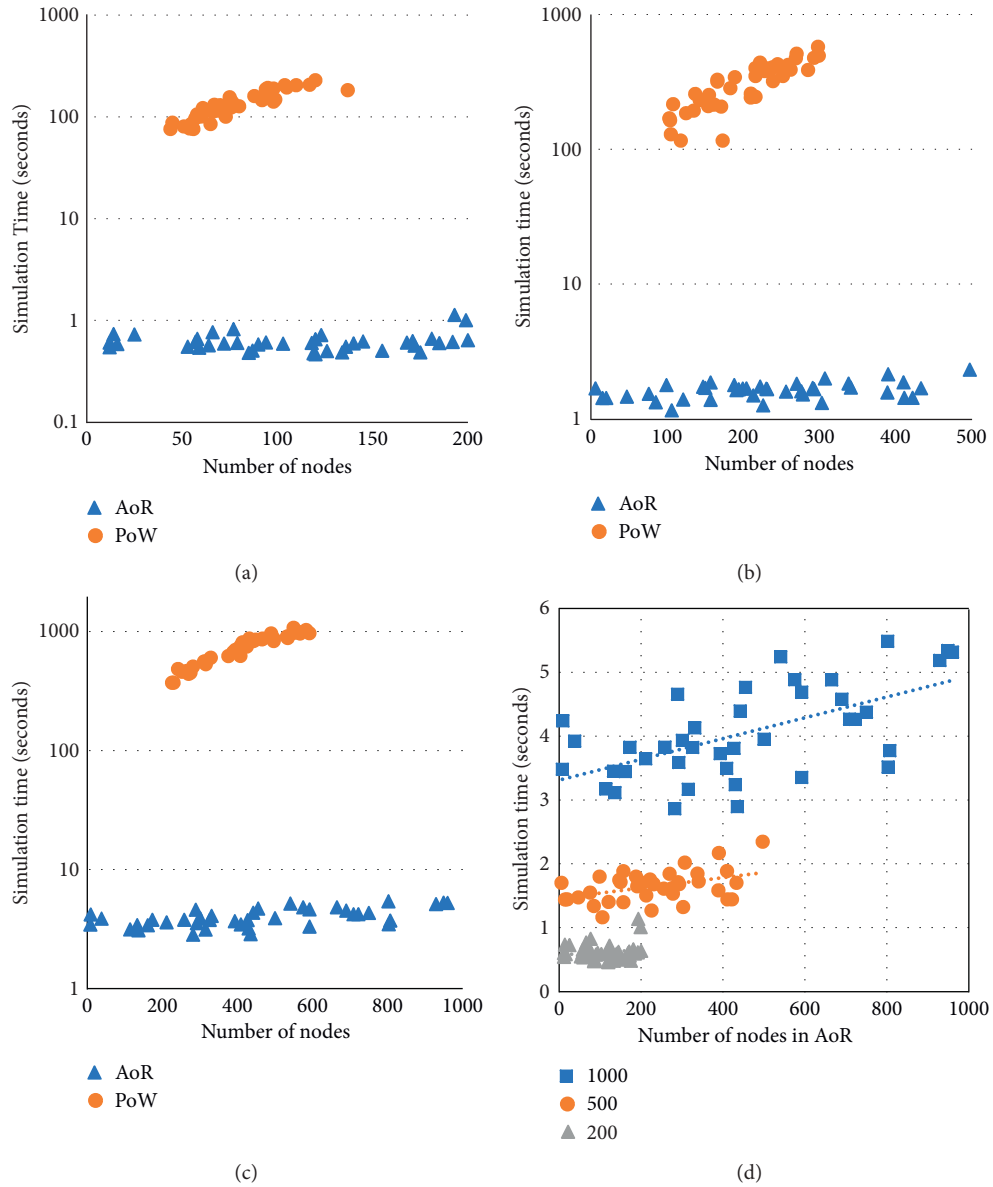 1000
100
10
1
0.1
Simulation Time (seconds)
0
50
100
150
200
Number of nodes
AoR
PoW
(a)
1000
100
10
1
Simulation time (seconds)
0
100
200
300
400
500
Number of nodes
AoR
PoW
(b)
1000
100
10
1
Simulation time (seconds)
0
200
400
600
800
1000
Number of nodes
AoR
PoW
(c)
6
5
4
3
2
1
0
Simulation time (seconds)
0
200
400
600
800
1000
Number of nodes in AoR
1000
500
200
(d)